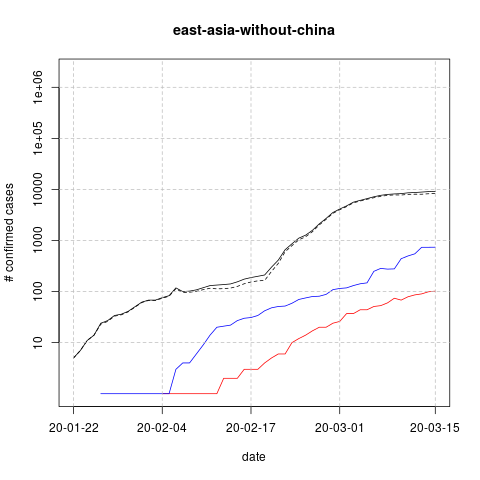 east-asia-without-china
# confirmed cases
1e+06
1e+05
10000
1000
100
10
20-01-22
20-02-04
20-02-17
20-03-01
20-03-15
date